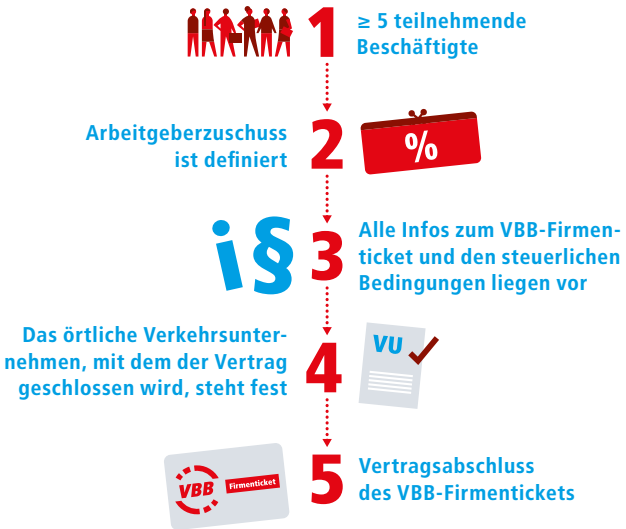 1
≥ 5 teilnehmende
Beschäftigte
Arbeitgeberzuschuss
ist definiert
2
%
i§
3
Alle Infos zum VBB-Firmen-
ticket und den steuerlichen
Bedingungen liegen vor
Das örtliche Verkehrsunter-
nehmen, mit dem der Vertrag
geschlossen wird, steht fest
4
VU
VBB
Firmenticket
5
Vertragsabschluss
des VBB-Firmentickets